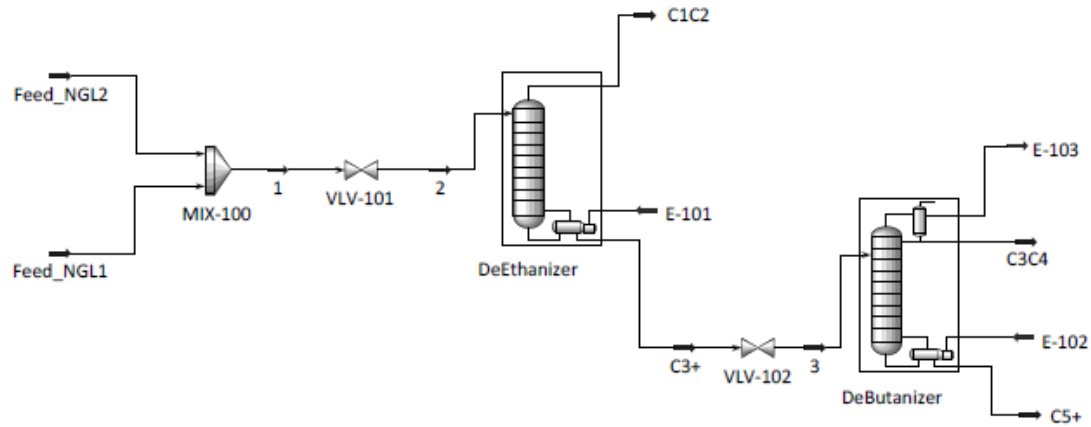 C1C2
Feed_NGL2
1
VLV-101
2
MIX-100
E-101
E-103
Feed_NGL1
DeEthanizer
C3C4
C3+
VLV-102
3
E-102
DeButanizer
C5+